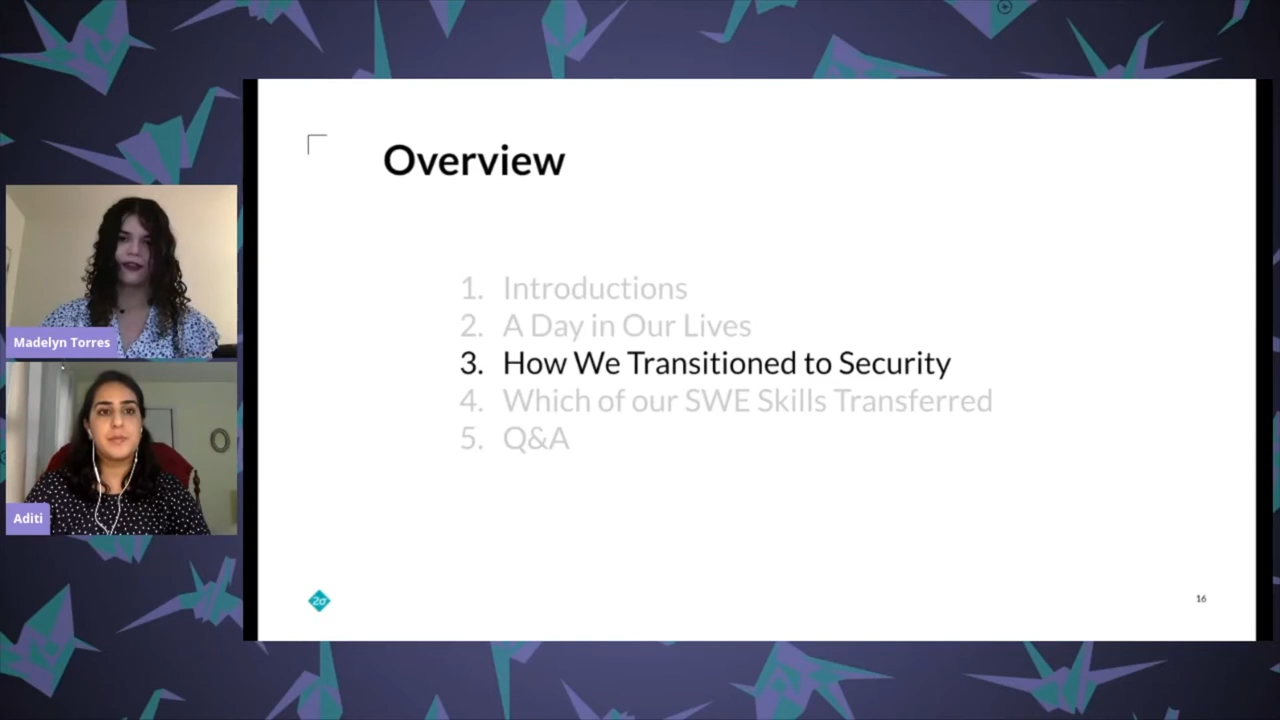 Overview
1. Introductions
2. A Day in Our Lives
3. How We Transitioned to Security
4. Which of our SWE Skills Transferred
5. Q&A
Madelyn Torres
Aditi
2σ
16